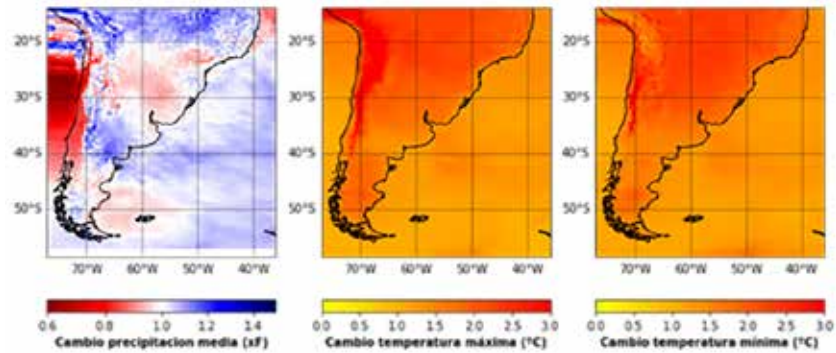 20°S
30°S
40°S
50°S
70°W 60°W 50°W 40°W
20°S
30°S
40°S
50°S
70°W 60°W 50°W 40°W
20°S
30°S
40°S
50°S
70°W 60°W 50°W 40°W
0.6 0.8 1.0 1.2 1.4
Cambio precipitacion media (xF)
0.0 0.5 1.0 1.5 2.0 2.5 3.0
Cambio temperatura máxima (ºC)
0.0 0.5 1.0 1.5 2.0 2.5 3.0
Cambio temperatura mínima (ºC)